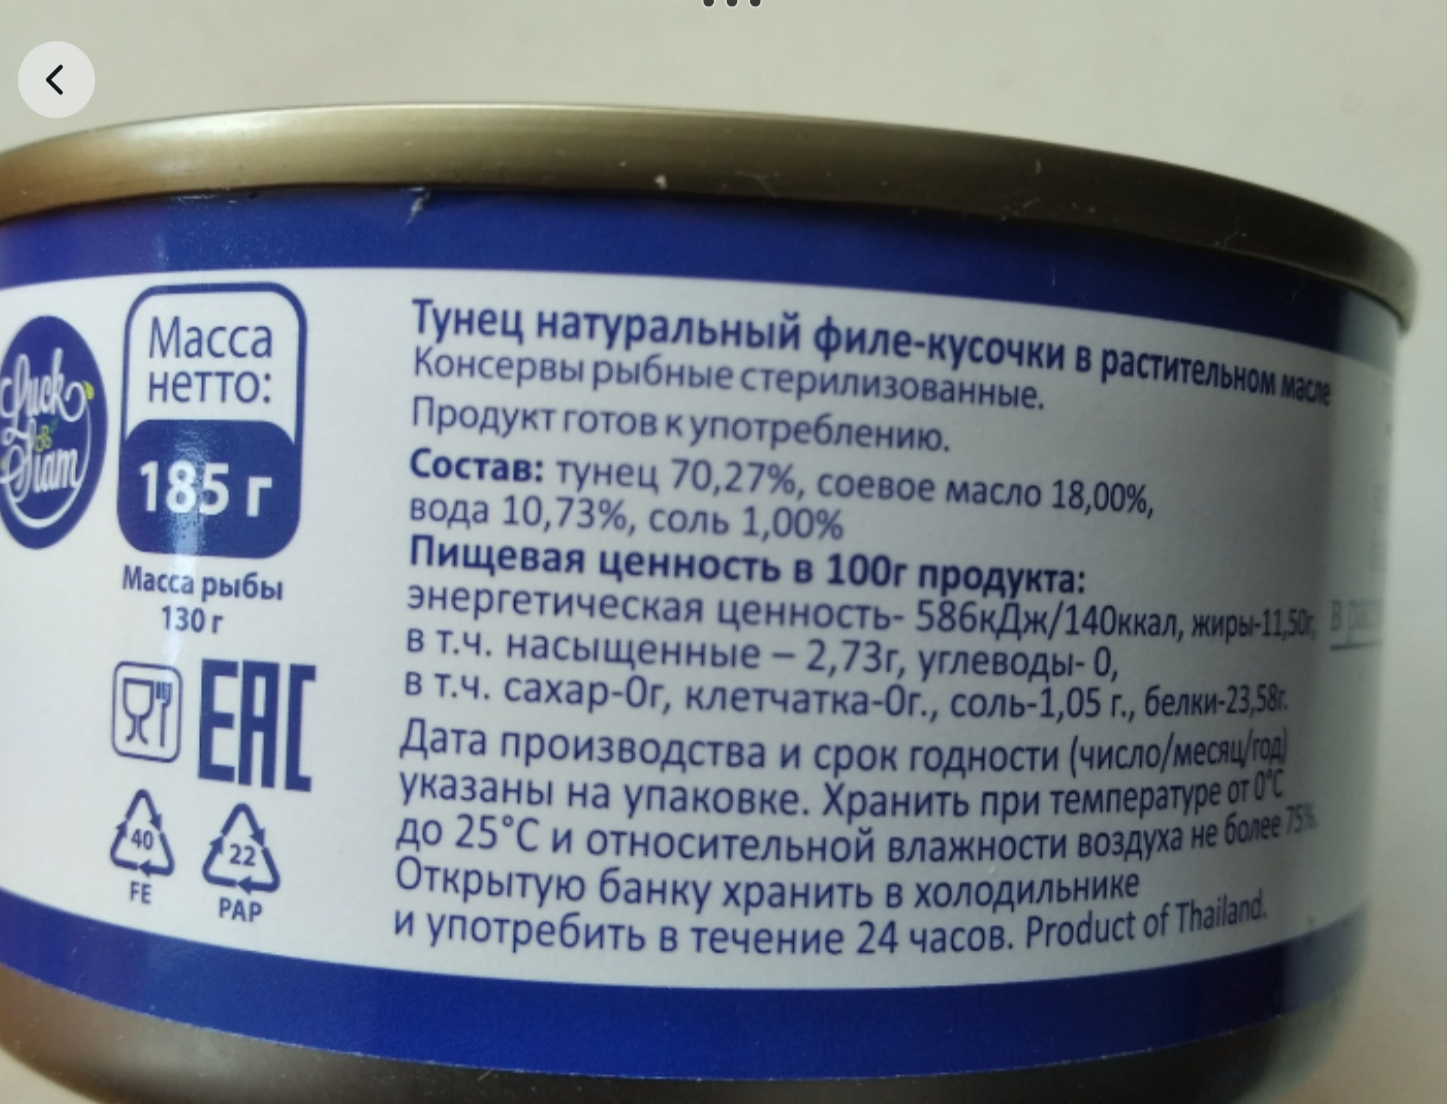 Luck
Siam
Масса
нетто:
185 г
Масса рыбы
130 г
EAC
40
FE
22
PAP
Тунец натуральный филе-кусочки в растительном масле
Консервы рыбные стерилизованные.
Продукт готов к употреблению.
Состав: тунец 70,27%, соевое масло 18,00%,
вода 10,73%, соль 1,00%
Пищевая ценность в 100г продукта:
энергетическая ценность- 586кДж/140ккал, жиры-11,50г,
в т.ч. насыщенные – 2,73г, углеводы- 0,
в т.ч. сахар-0г, клетчатка-0г., соль-1,05 г., белки-23,58г.
Дата производства и срок годности (число/месяц/год)
указаны на упаковке. Хранить при температуре от 0°C
до 25°C и относительной влажности воздуха не более 75%.
Открытую банку хранить в холодильнике
и употребить в течение 24 часов. Product of Thailand.
в